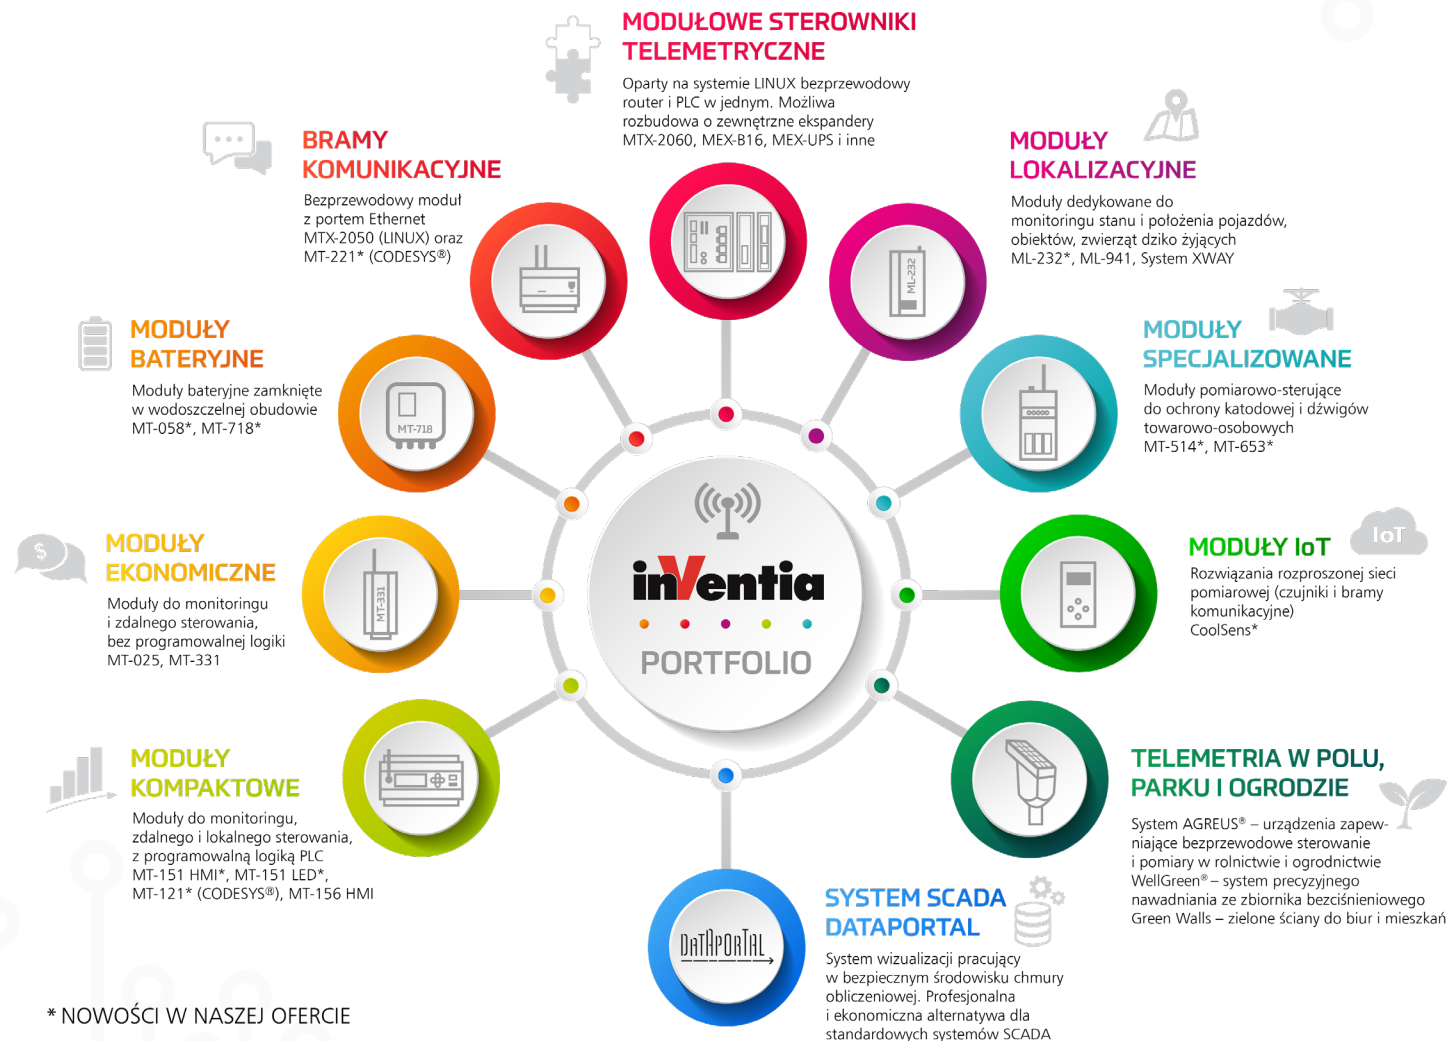 MODUŁOWE STEROWNIKI
TELEMETRYCZNE
Oparty na systemie LINUX bezprzewodowy
router i PLC w jednym. Możliwa
rozbudowa o zewnętrzne ekspandery
MTX-2060, MEX-B16, MEX-UPS i inne
BRAMY
KOMUNIKACYJNE
Bezprzewodowy moduł
z portem Ethernet
MTX-2050 (LINUX) oraz
MT-221* (CODESYS®)
MODUŁY
LOKALIZACYJNE
Moduły dedykowane do
monitoringu stanu i położenia pojazdów,
obiektów, zwierząt dziko żyjących
ML-232*, ML-941, System XWAY
ML-232
MODUŁY
BATERYJNE
Moduły bateryjne zamknięte
w wodoszczelnej obudowie
MT-058*, MT-718*
MT-718
MODUŁY
SPECJALIZOWANE
Moduły pomiarowo-sterujące
do ochrony katodowej i dźwigów
towarowo-osobowych
MT-514*, MT-653*
$
MODUŁY
EKONOMICZNE
Moduły do monitoringu
i zdalnego sterowania,
bez programowalnej logiki
MT-025, MT-331
MT-331
inVentia
PORTFOLIO
MODUŁY IoT
IoT
Rozwiązania rozproszonej sieci
pomiarowej (czujniki i bramy
komunikacyjne)
CoolSens*
MODUŁY
KOMPAKTOWE
Moduły do monitoringu,
zdalnego i lokalnego sterowania,
z programowalną logiką PLC
MT-151 HMI*, MT-151 LED*,
MT-121* (CODESYS®), MT-156 HMI
TELEMETRIA W POLU,
PARKU I OGRODZIE
System AGREUS® – urządzenia zapew-
niające bezprzewodowe sterowanie
i pomiary w rolnictwie i ogrodnictwie
WellGreen® – system precyzyjnego
nawadniania ze zbiornika bezciśnieniowego
Green Walls – zielone ściany do biur i mieszkań
DATAPORTAL
SYSTEM SCADA
DATAPORTAL
System wizualizacji pracujący
w bezpiecznym środowisku chmury
obliczeniowej. Profesjonalna
i ekonomiczna alternatywa dla
standardowych systemów SCADA
* NOWOŚCI W NASZEJ OFERCIE